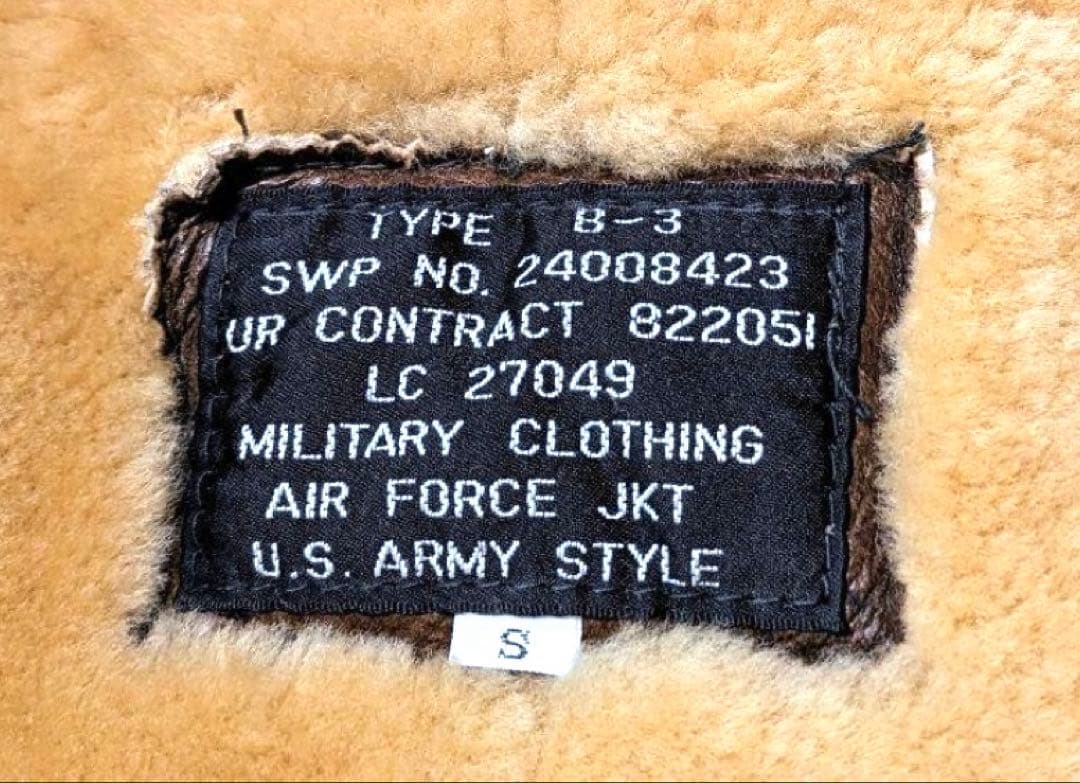 TYPE B-3
SWP NO. 24008423
UR CONTRACT 822051
LC 27049
MILITARY CLOTHING
AIR FORCE JKT
U.S. ARMY STYLE
S